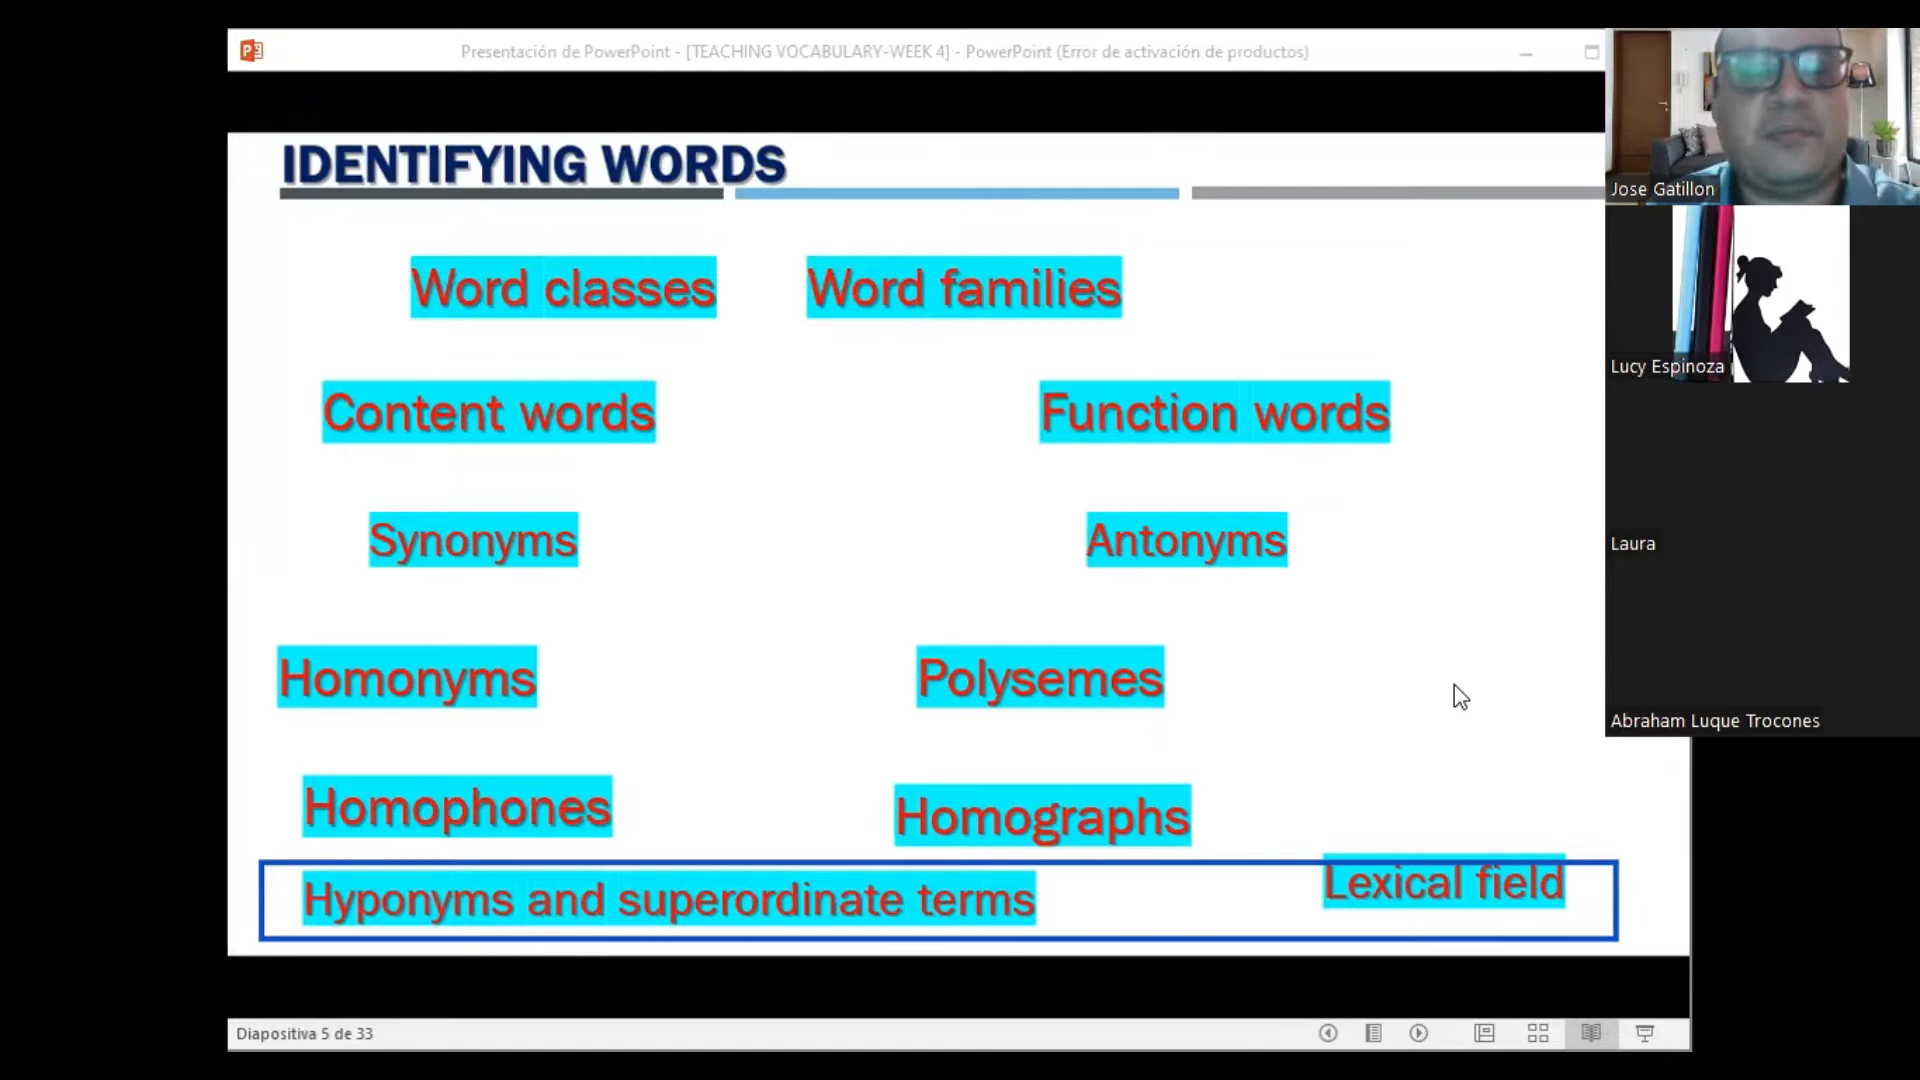 Presentación de PowerPoint - [TEACHING VOCABULARY-WEEK 4] - PowerPoint (Error de activación de productos)
IDENTIFYING WORDS
Word classes
Word families
Content words
Function words
Synonyms
Antonyms
Homonyms
Polysemes
Homophones
Homographs
Hyponyms and superordinate terms
Lexical field
Diapositiva 5 de 33
Jose Gatillon
Lucy Espinoza
Laura
Abraham Luque Trocones